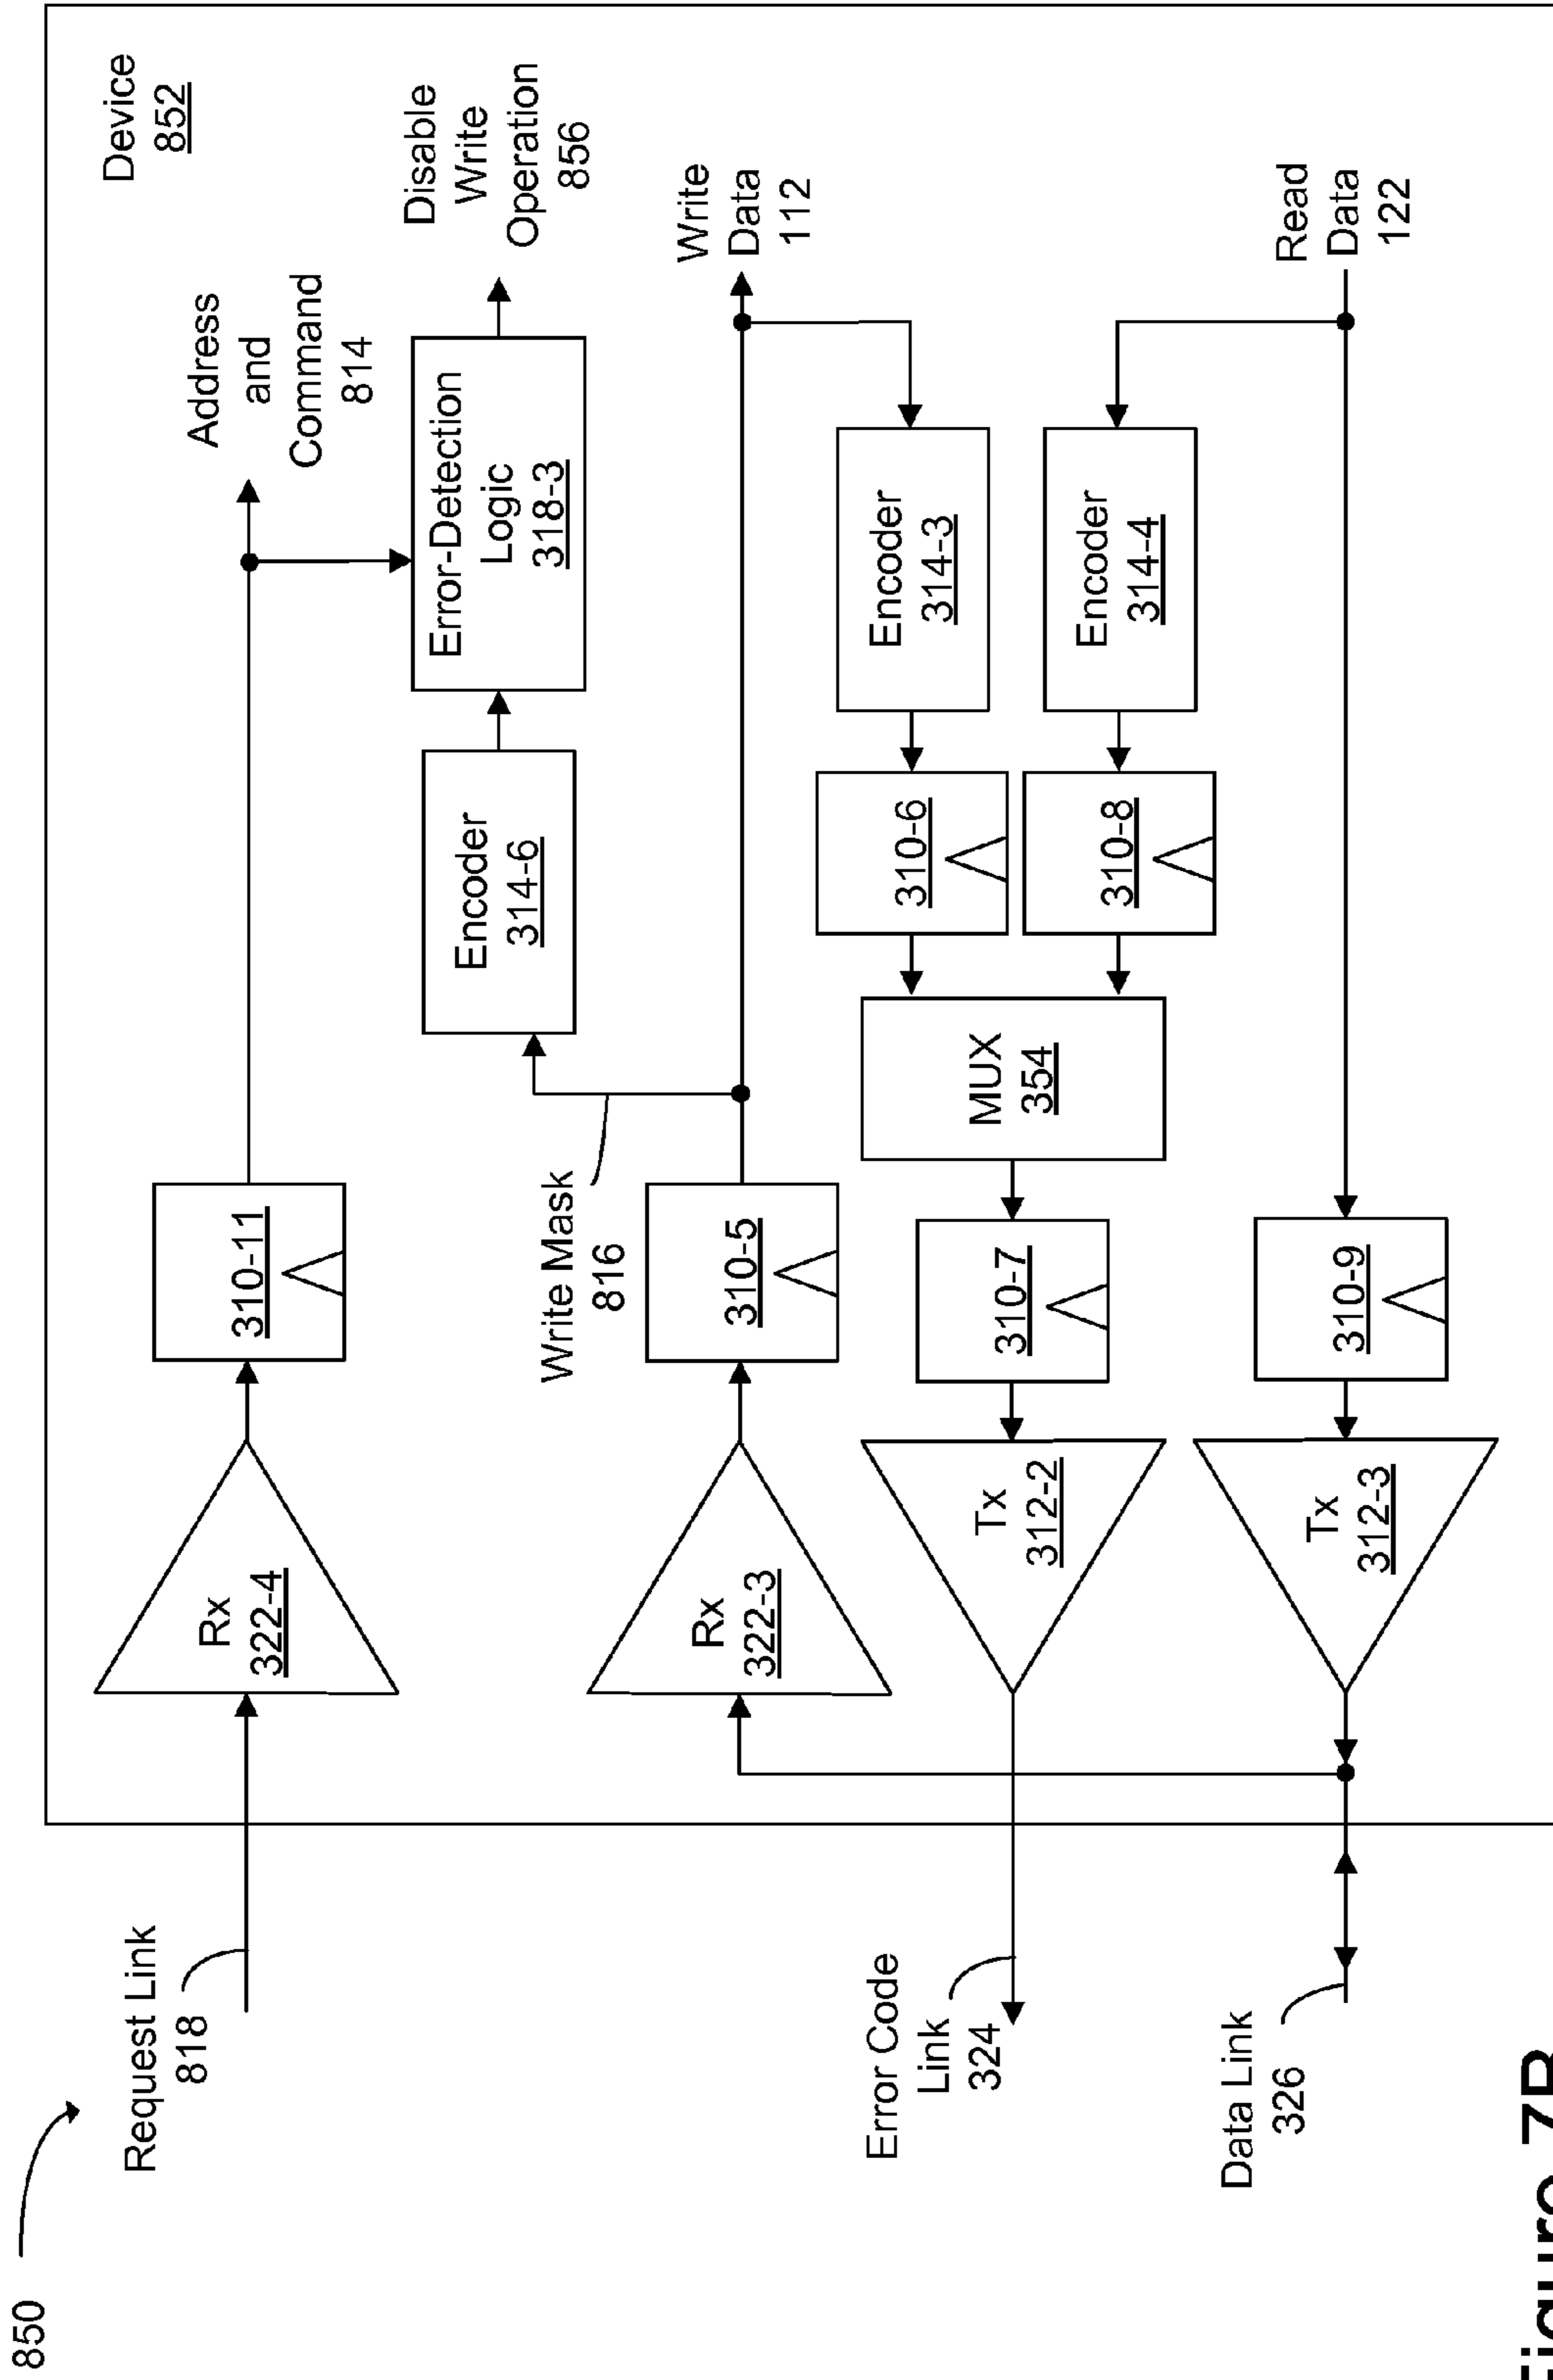 850
Request Link
818
Rx
322-4
310-11
Address
and
Command
814
Device
852
Encoder
314-6
Error-Detection
Logic
318-3
Disable
Write
Operation
856
Write Mask
816
Rx
322-3
310-5
Write
Data
112
Error Code
Link
324
Tx
312-2
310-7
MUX
354
310-6
Encoder
314-3
310-8
Encoder
314-4
Data Link
326
Tx
312-3
310-9
Read
Data
122
Figure 7B